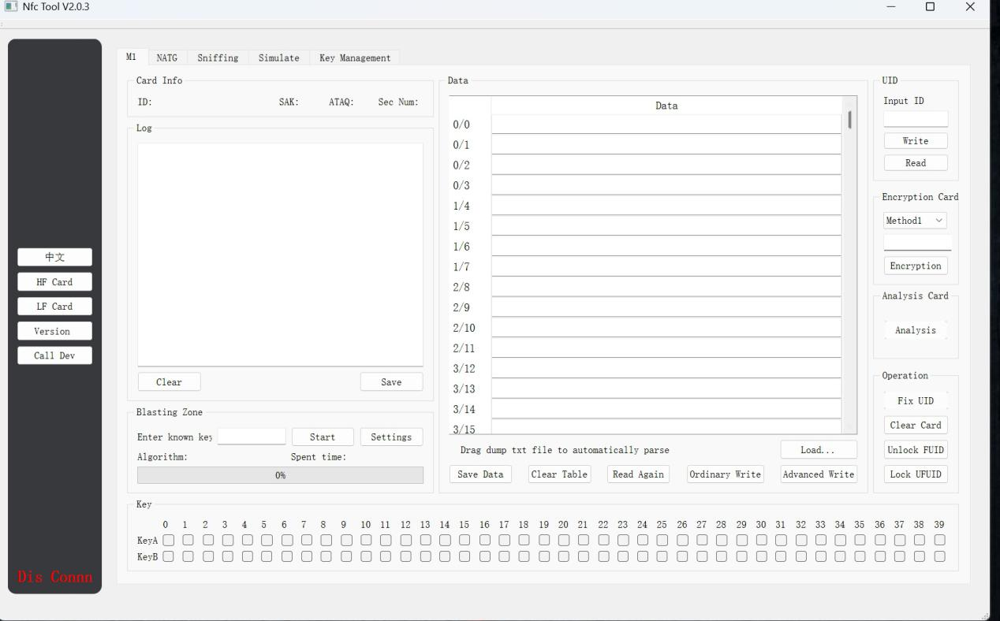 Nfc Tool V2.0.3
M1 NATG Sniffing Simulate Key Management
Card Info
ID: SAK: ATAQ: Sec Num:
Log
Clear Save
Blasting Zone
Enter known key Start Settings
Algorithm: Spent time:
0%
Data
Data
0/0
0/1
0/2
0/3
1/4
1/5
1/6
1/7
2/8
2/9
2/10
2/11
3/12
3/13
3/14
3/15
Drag dump txt file to automatically parse Load...
Save Data Clear Table Read Again Ordinary Write Advanced Write
UID
Input ID
Write
Read
Encryption Card
Method1
Encryption
Analysis Card
Analysis
Operation
Fix UID
Clear Card
Unlock FUID
Lock UFUID
Key
0 1 2 3 4 5 6 7 8 9 10 11 12 13 14 15 16 17 18 19 20 21 22 23 24 25 26 27 28 29 30 31 32 33 34 35 36 37 38 39
KeyA
KeyB
中文
HF Card
LF Card
Version
Call Dev
Dis Connn